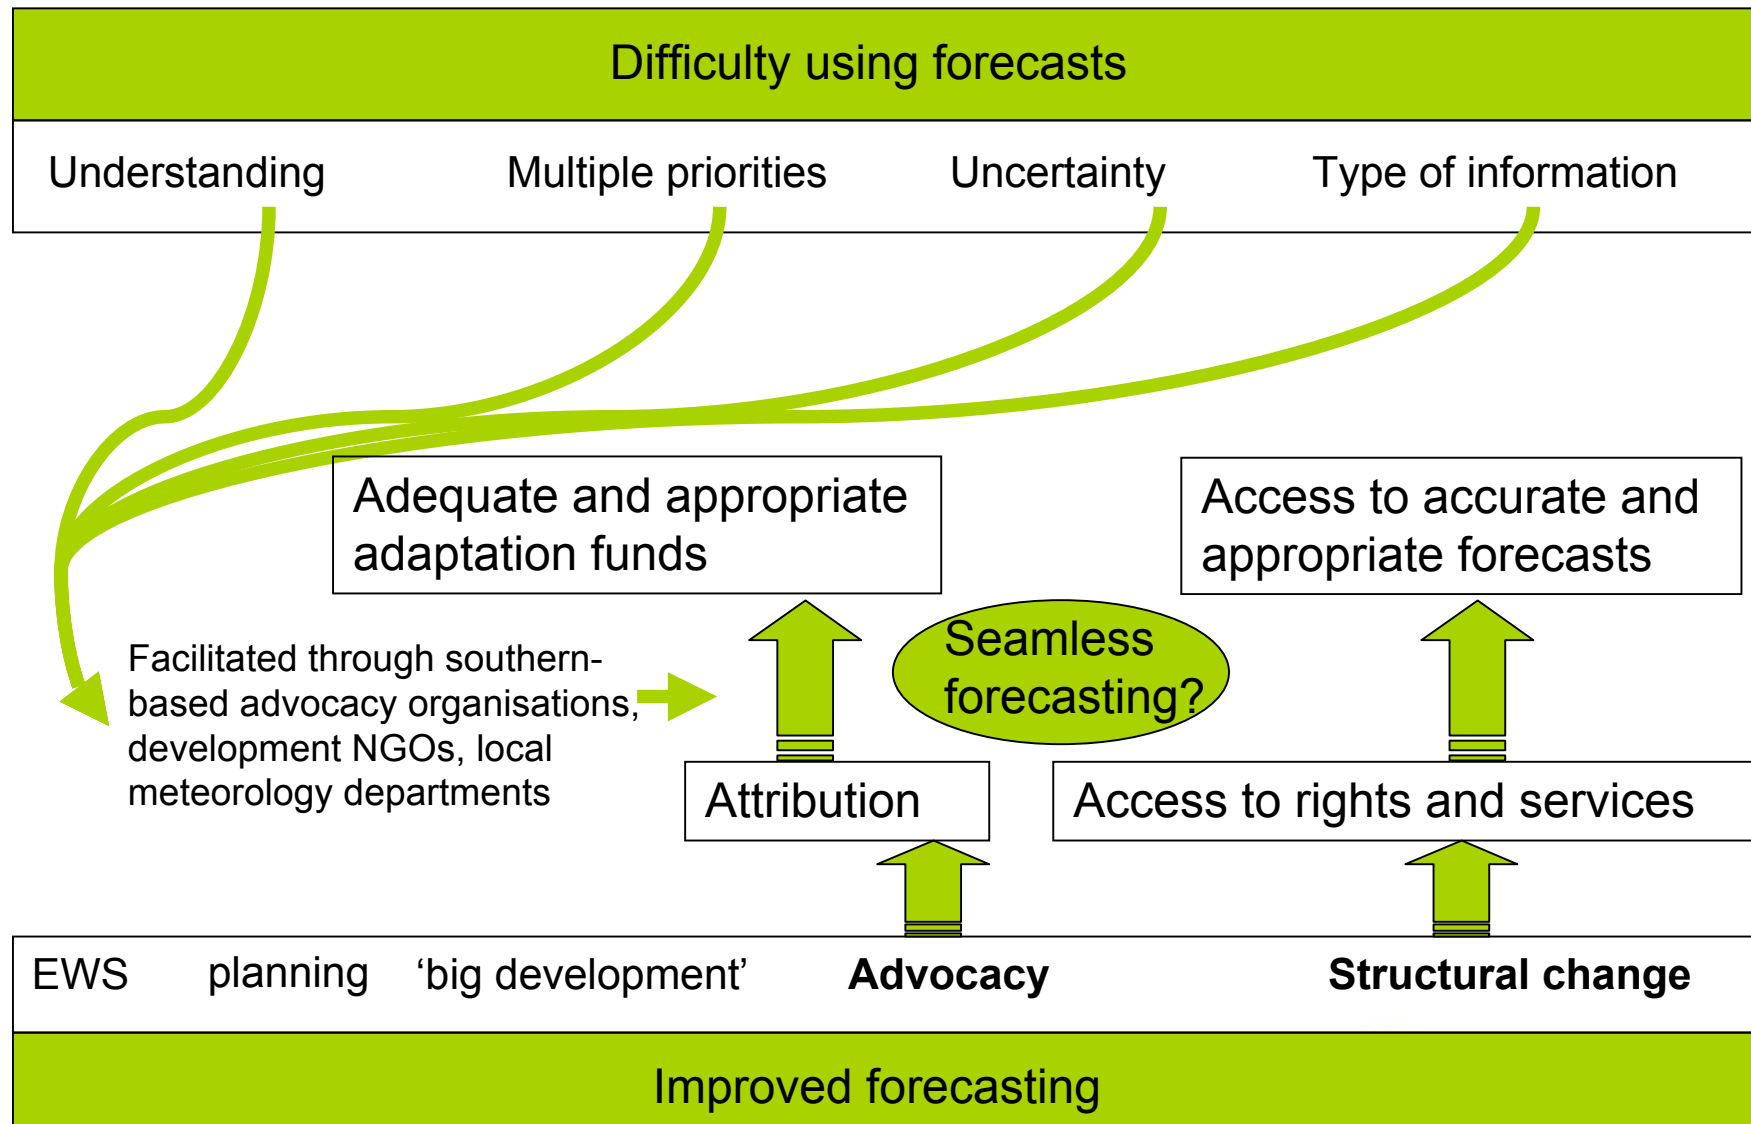 Difficulty using forecasts
Understanding
Multiple priorities
Uncertainty
Type of information
Adequate and appropriate
adaptation funds
Access to accurate and
appropriate forecasts
Seamless
forecasting?
Facilitated through southern-
based advocacy organisations,
development NGOs, local
meteorology departments
Attribution
Access to rights and services
EWS
planning
‘big development’
Advocacy
Structural change
Improved forecasting